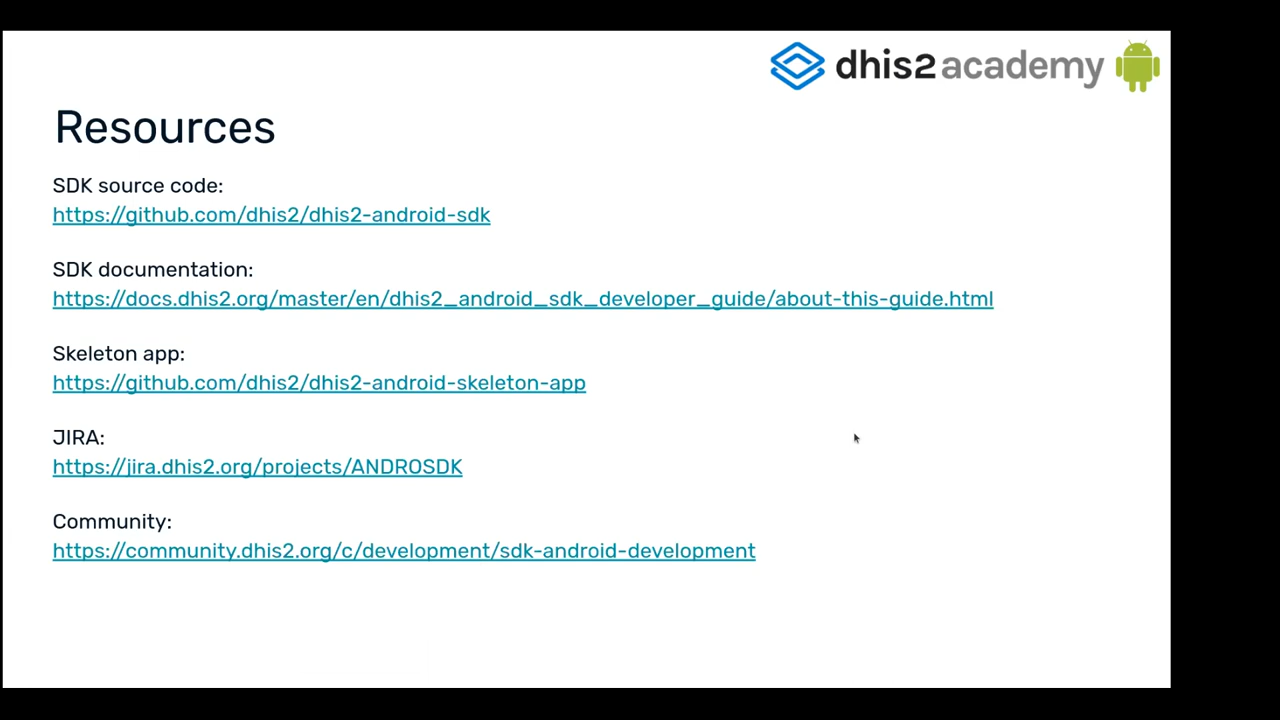 dhis2 academy
Resources
SDK source code:
https://github.com/dhis2/dhis2-android-sdk
SDK documentation:
https://docs.dhis2.org/master/en/dhis2_android_sdk_developer_guide/about-this-guide.html
Skeleton app:
https://github.com/dhis2/dhis2-android-skeleton-app
JIRA:
https://jira.dhis2.org/projects/ANDROSDK
Community:
https://community.dhis2.org/c/development/sdk-android-development